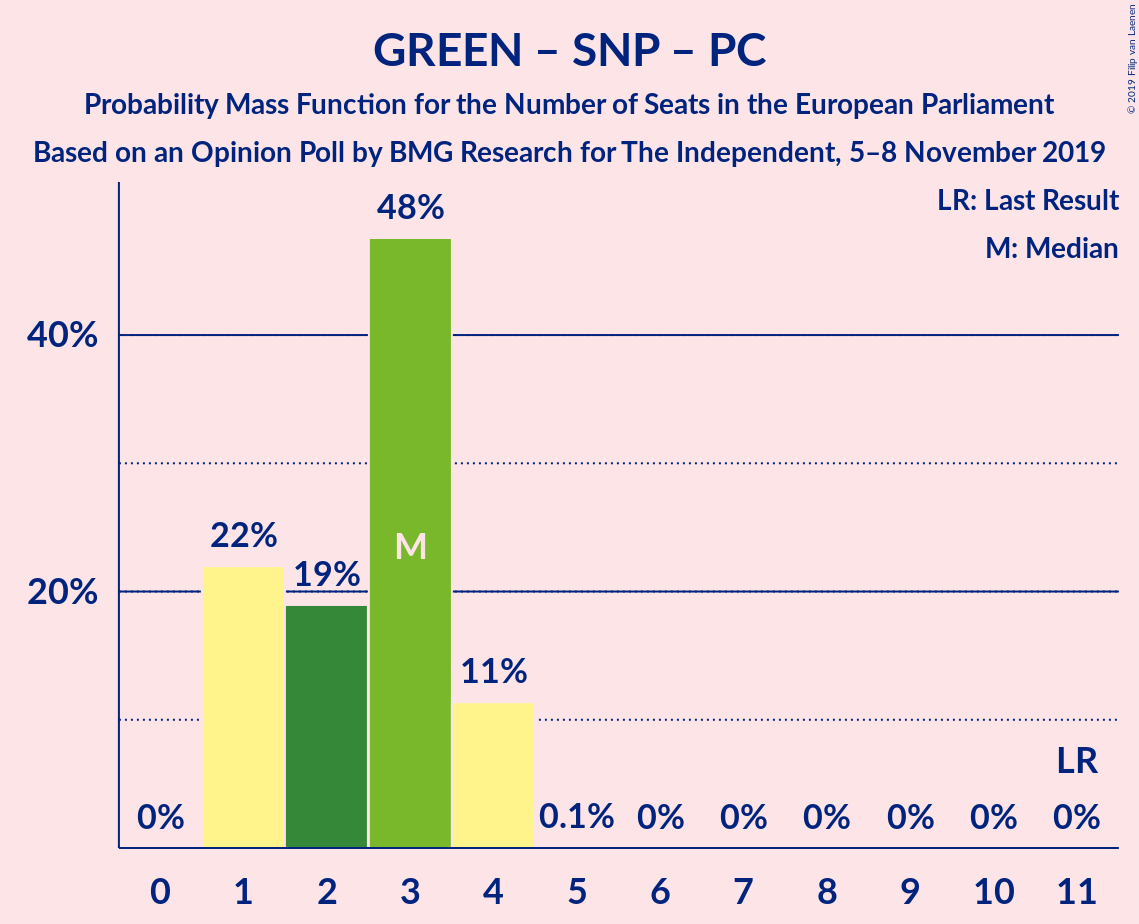 © 2019 Filip van Laenen
GREEN – SNP – PC
Probability Mass Function for the Number of Seats in the European Parliament
Based on an Opinion Poll by BMG Research for The Independent, 5–8 November 2019
LR: Last Result
M: Median
48%
40%
22%
M
19%
20%
11%
LR
0%
0.1%
0%
0%
0%
0%
0%
0%
0 1 2 3 4 5 6 7 8 9 10 11